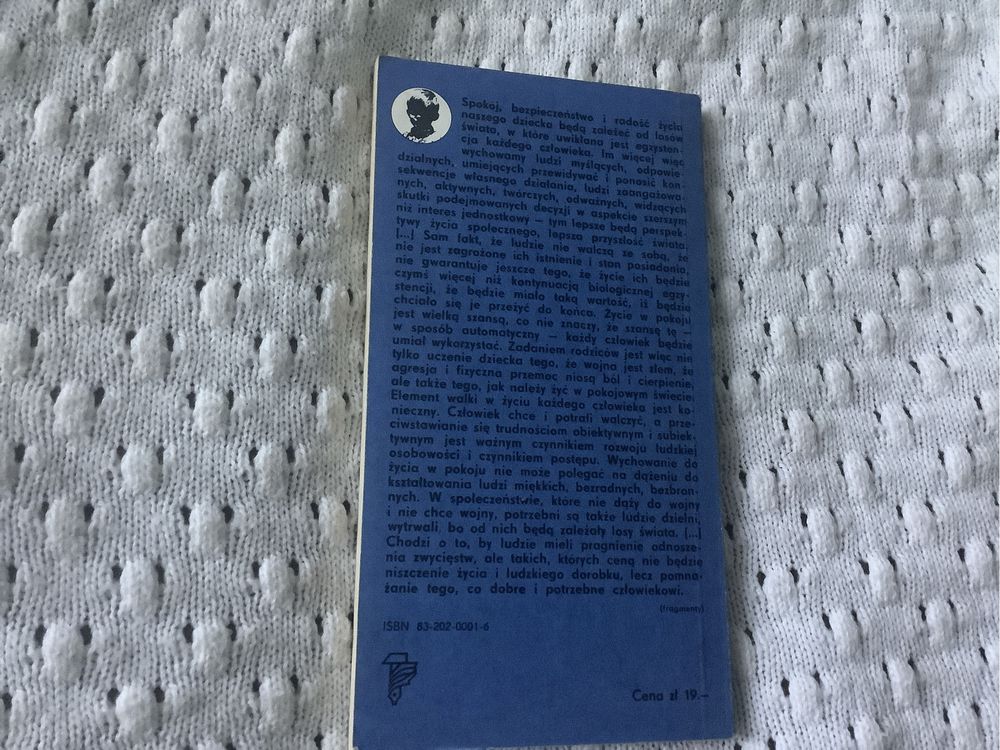 Spokój, bezpieczeństwo i radość życia
naszego dziecka będą zależeć od losów
świata, w które uwikłana jest egzysten-
cja każdego człowieka. Im więcej więc
wychowamy ludzi myślących, odpowie-
dzialnych, umiejących przewidywać i ponosić kon-
sekwencje własnego działania, ludzi zaangażowa-
nych, aktywnych, twórczych, odważnych, widzących
skutki podejmowanych decyzji w aspekcie szerszym
niż interes jednostkowy — tym lepsze będą perspek-
tywy życia społecznego, lepsza przyszłość świata.
[...] Sam fakt, że ludzie nie walczą ze sobą, że
nie jest zagrożone ich istnienie i stan posiadania,
nie gwarantuje jeszcze tego, że życie ich będzie
czymś więcej niż kontynuacją biologicznej egzy-
stencji, że będzie miało taką wartość, iż będzie
chciało się je przeżyć do końca. Życie w pokoju
jest wielką szansą, co nie znaczy, że szansę tę —
w sposób automatyczny — każdy człowiek będzie
umiał wykorzystać. Zadaniem rodziców jest więc nie
tylko uczenie dziecka tego, że wojna jest złem, że
agresja i fizyczna przemoc niosą ból i cierpienie,
ale także tego, jak należy żyć w pokojowym świecie.
Element walki w życiu każdego człowieka jest ko-
nieczny. Człowiek chce i potrafi walczyć, a prze-
ciwstawianie się trudnościom obiektywnym i subiek-
tywnym jest ważnym czynnikiem rozwoju ludzkiej
osobowości i czynnikiem postępu. Wychowanie do
życia w pokoju nie może polegać na dążeniu do
kształtowania ludzi miękkich, bezradnych, bezbron-
nych. W społeczeństwie, które nie dąży do wojny
i nie chce wojny, potrzebni są także ludzie dzielni,
wytrwali, bo od nich będą zależały losy świata. [...]
Chodzi o to, by ludzie mieli pragnienie odnosze-
nia zwycięstw, ale takich, których ceną nie będzie
niszczenie życia i ludzkiego dorobku, lecz pomna-
żanie tego, co dobre i potrzebne człowiekowi.
(fragmenty)
ISBN 83-202-0001-6
Cena zł 19.—